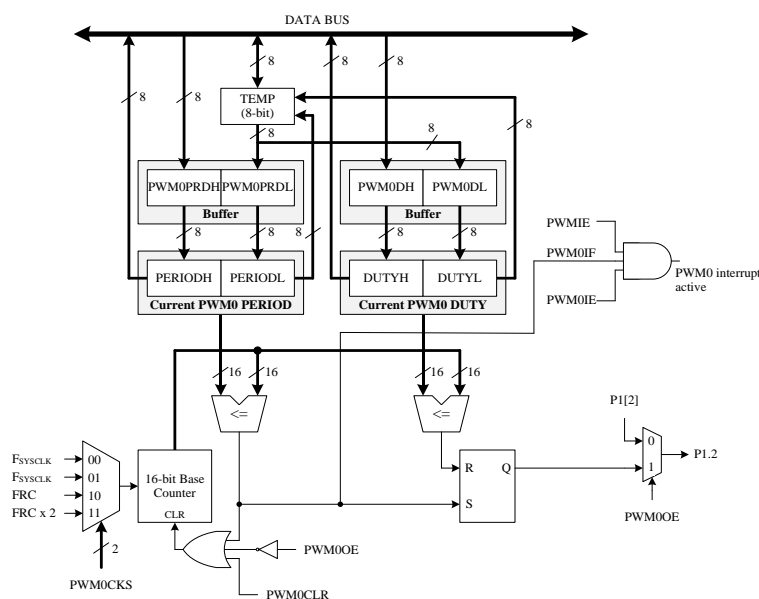 DATA BUS
8
8
8
8
8
TEMP
(8-bit)
8
8
8
PWM0PRDH PWM0PRDL
Buffer
PWM0DH PWM0DL
Buffer
8
8
8
8
8
PERIODH PERIODL
Current PWM0 PERIOD
DUTYH DUTYL
Current PWM0 DUTY
PWMIE
PWM0IF
PWM0IE
PWM0 interrupt
active
16
16
16
16
<=
<=
P1[2]
0
1
P1.2
PWM0OE
R Q
S
FSYSCLK 00
FSYSCLK 01
FRC 10
FRC x 2 11
2
PWM0CKS
16-bit Base
Counter
CLR
PWM0OE
PWM0CLR